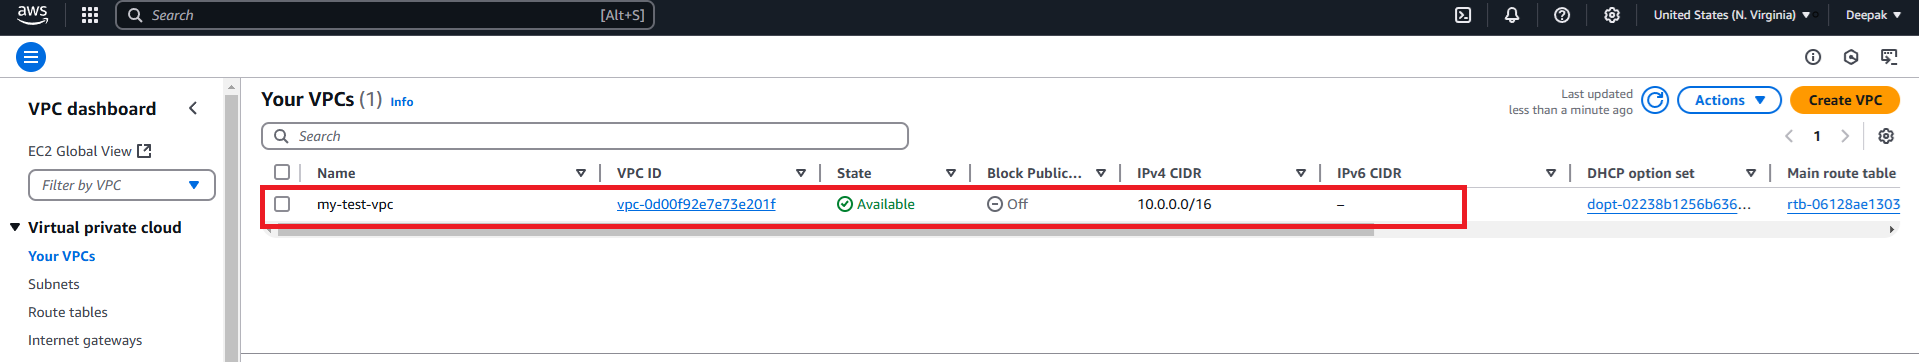 aws
Search [Alt+S]
United States (N. Virginia)
Deepak
VPC dashboard
EC2 Global View
Filter by VPC
Virtual private cloud
Your VPCs
Subnets
Route tables
Internet gateways
Your VPCs (1) Info
Last updated
less than a minute ago
Actions
Create VPC
Search
1
Name VPC ID State Block Public... IPv4 CIDR IPv6 CIDR DHCP option set Main route table
my-test-vpc vpc-0d00f92e7e73e201f Available Off 10.0.0.0/16 – dopt-02238b1256b636... rtb-06128ae1303